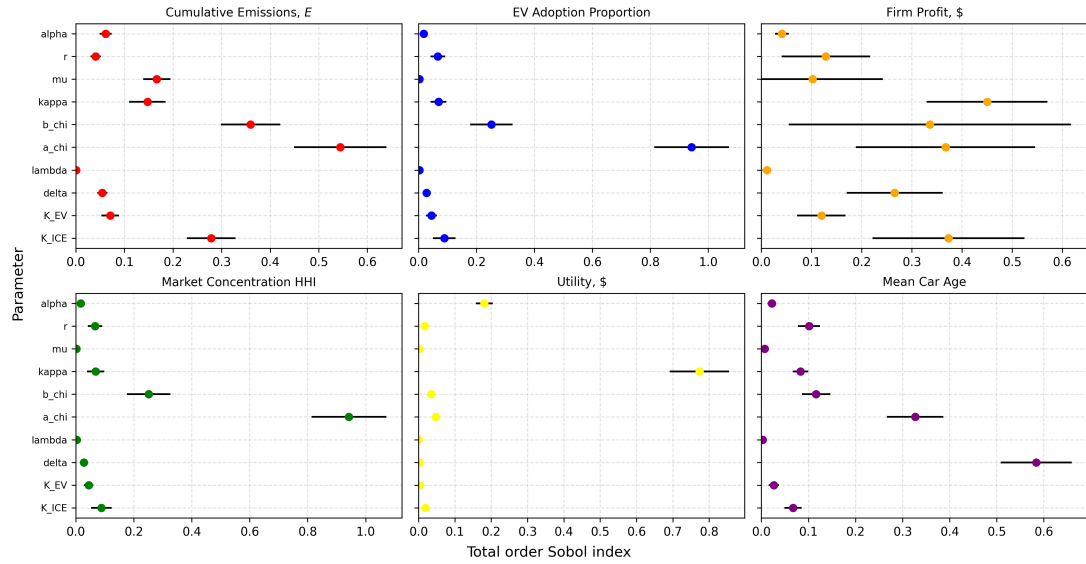 Cumulative Emissions, E
EV Adoption Proportion
Firm Profit, $
alpha
r
mu
kappa
b_chi
a_chi
lambda
delta
K_EV
K_ICE
0.0 0.1 0.2 0.3 0.4 0.5 0.6
0.0 0.2 0.4 0.6 0.8 1.0
0.0 0.1 0.2 0.3 0.4 0.5 0.6
Parameter
Market Concentration HHI
Utility, $
Mean Car Age
alpha
r
mu
kappa
b_chi
a_chi
lambda
delta
K_EV
K_ICE
0.0 0.2 0.4 0.6 0.8 1.0
0.0 0.1 0.2 0.3 0.4 0.5 0.6 0.7 0.8
0.0 0.1 0.2 0.3 0.4 0.5 0.6
Total order Sobol index